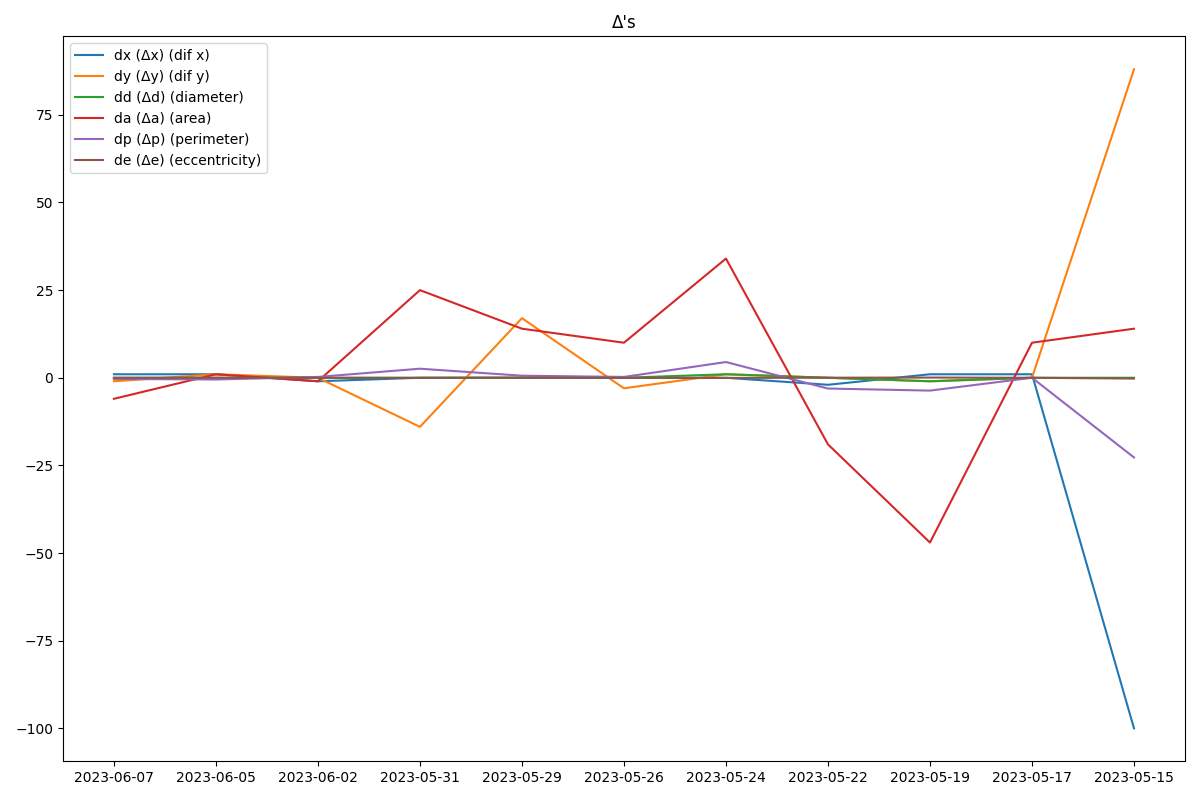 Δ's
dx (Δx) (dif x)
dy (Δy) (dif y)
dd (Δd) (diameter)
da (Δa) (area)
dp (Δp) (perimeter)
de (Δe) (eccentricity)
75
50
25
0
−25
−50
−75
−100
2023-06-07 2023-06-05 2023-06-02 2023-05-31 2023-05-29 2023-05-26 2023-05-24 2023-05-22 2023-05-19 2023-05-17 2023-05-15